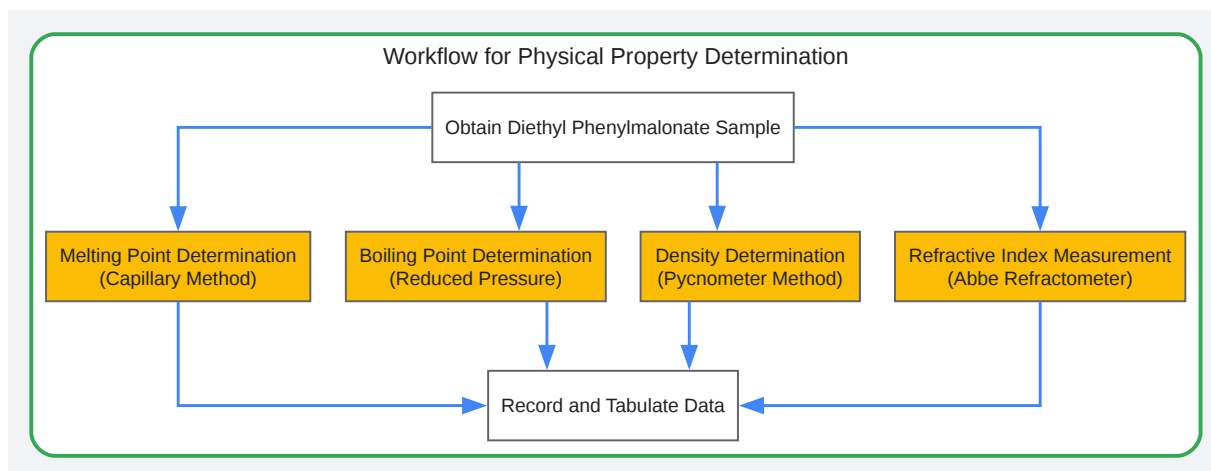 Workflow for Physical Property Determination
Obtain Diethyl Phenylmalonate Sample
Melting Point Determination
(Capillary Method)
Boiling Point Determination
(Reduced Pressure)
Density Determination
(Pycnometer Method)
Refractive Index Measurement
(Abbe Refractometer)
Record and Tabulate Data